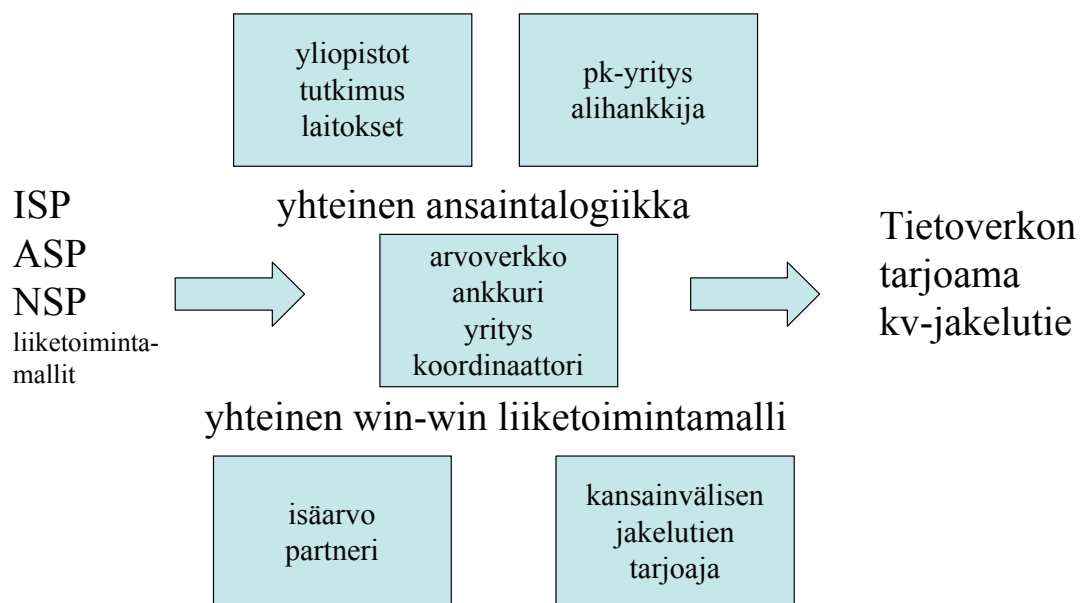 yliopistot
tutkimus
laitokset
pk-yritys
alihankkija
ISP
ASP
NSP
liiketoiminta-
mallit
yhteinen ansaintalogiikka
arvoverkko
ankkuri
yritys
koordinaattori
yhteinen win-win liiketoimintamalli
Tietoverkon
tarjoama
kv-jakelutie
isäarvo
partneri
kansainvälisen
jakelutien
tarjoaja